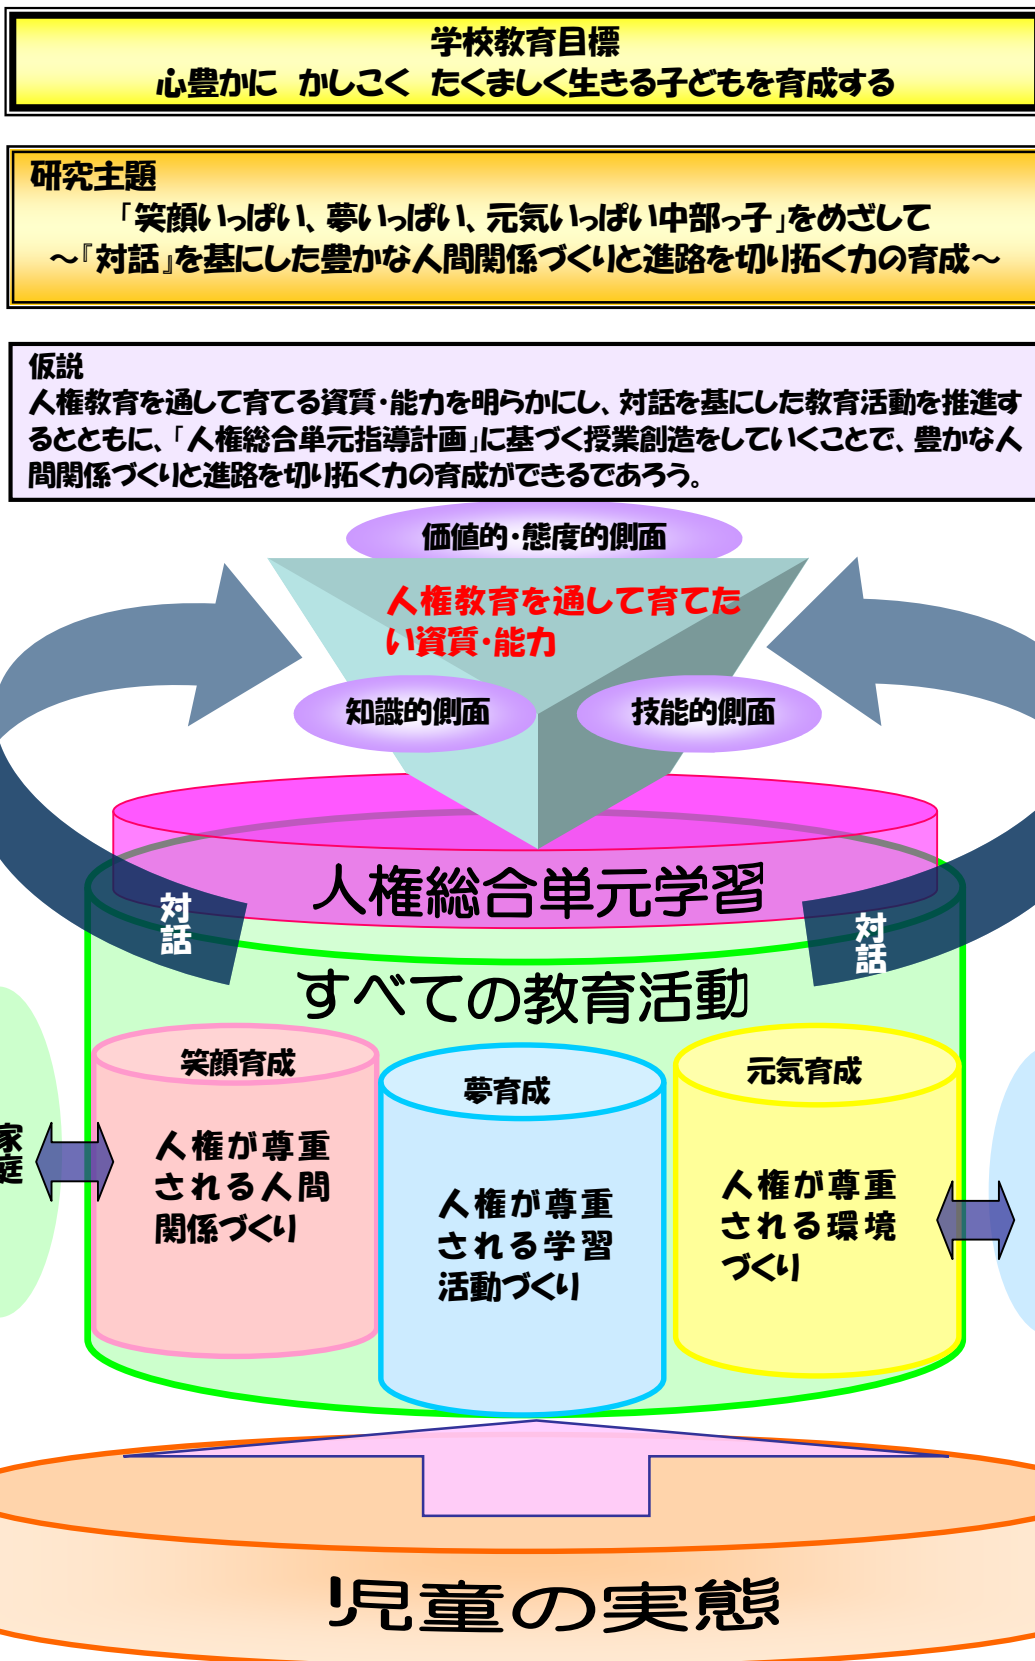 学校教育目標
心豊かに　かしこく　たくましく生きる子どもを育成する
研究主題
「笑顔いっぱい、夢いっぱい、元気いっぱい中部っ子」をめざして
～『対話』を基にした豊かな人間関係づくりと進路を切り拓く力の育成～
仮説
人権教育を通して育てる資質・能力を明らかにし、対話を基にした教育活動を推進す
るとともに、「人権総合単元指導計画」に基づく授業創造をしていくことで、豊かな人
間関係づくりと進路を切り拓く力の育成ができるであろう。
価値的・態度的側面
人権教育を通して育てた
い資質・能力
知識的側面
技能的側面
人権総合単元学習
対話
対話
すべての教育活動
笑顔育成
人権が尊重
される人間
関係づくり
夢育成
人権が尊重
される学習
活動づくり
元気育成
人権が尊重
される環境
づくり
家庭
児童の実態